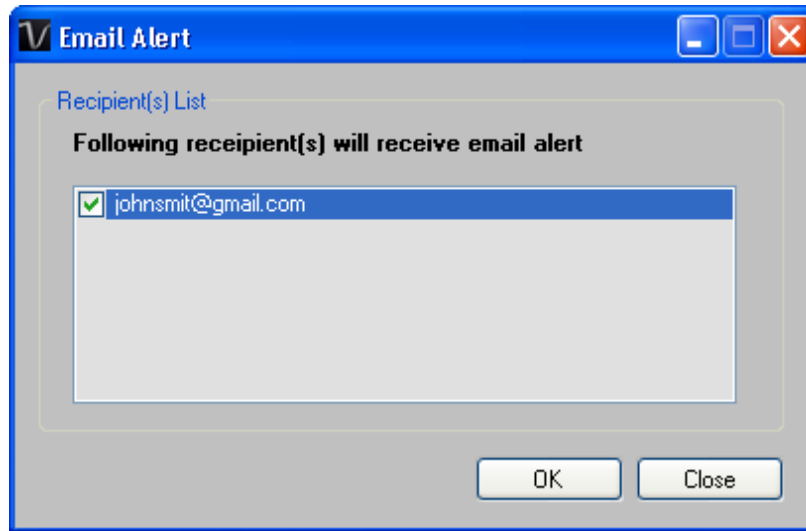 Email Alert
Recipient(s) List
Following receipient(s) will receive email alert
johnsmit@gmail.com
OK
Close